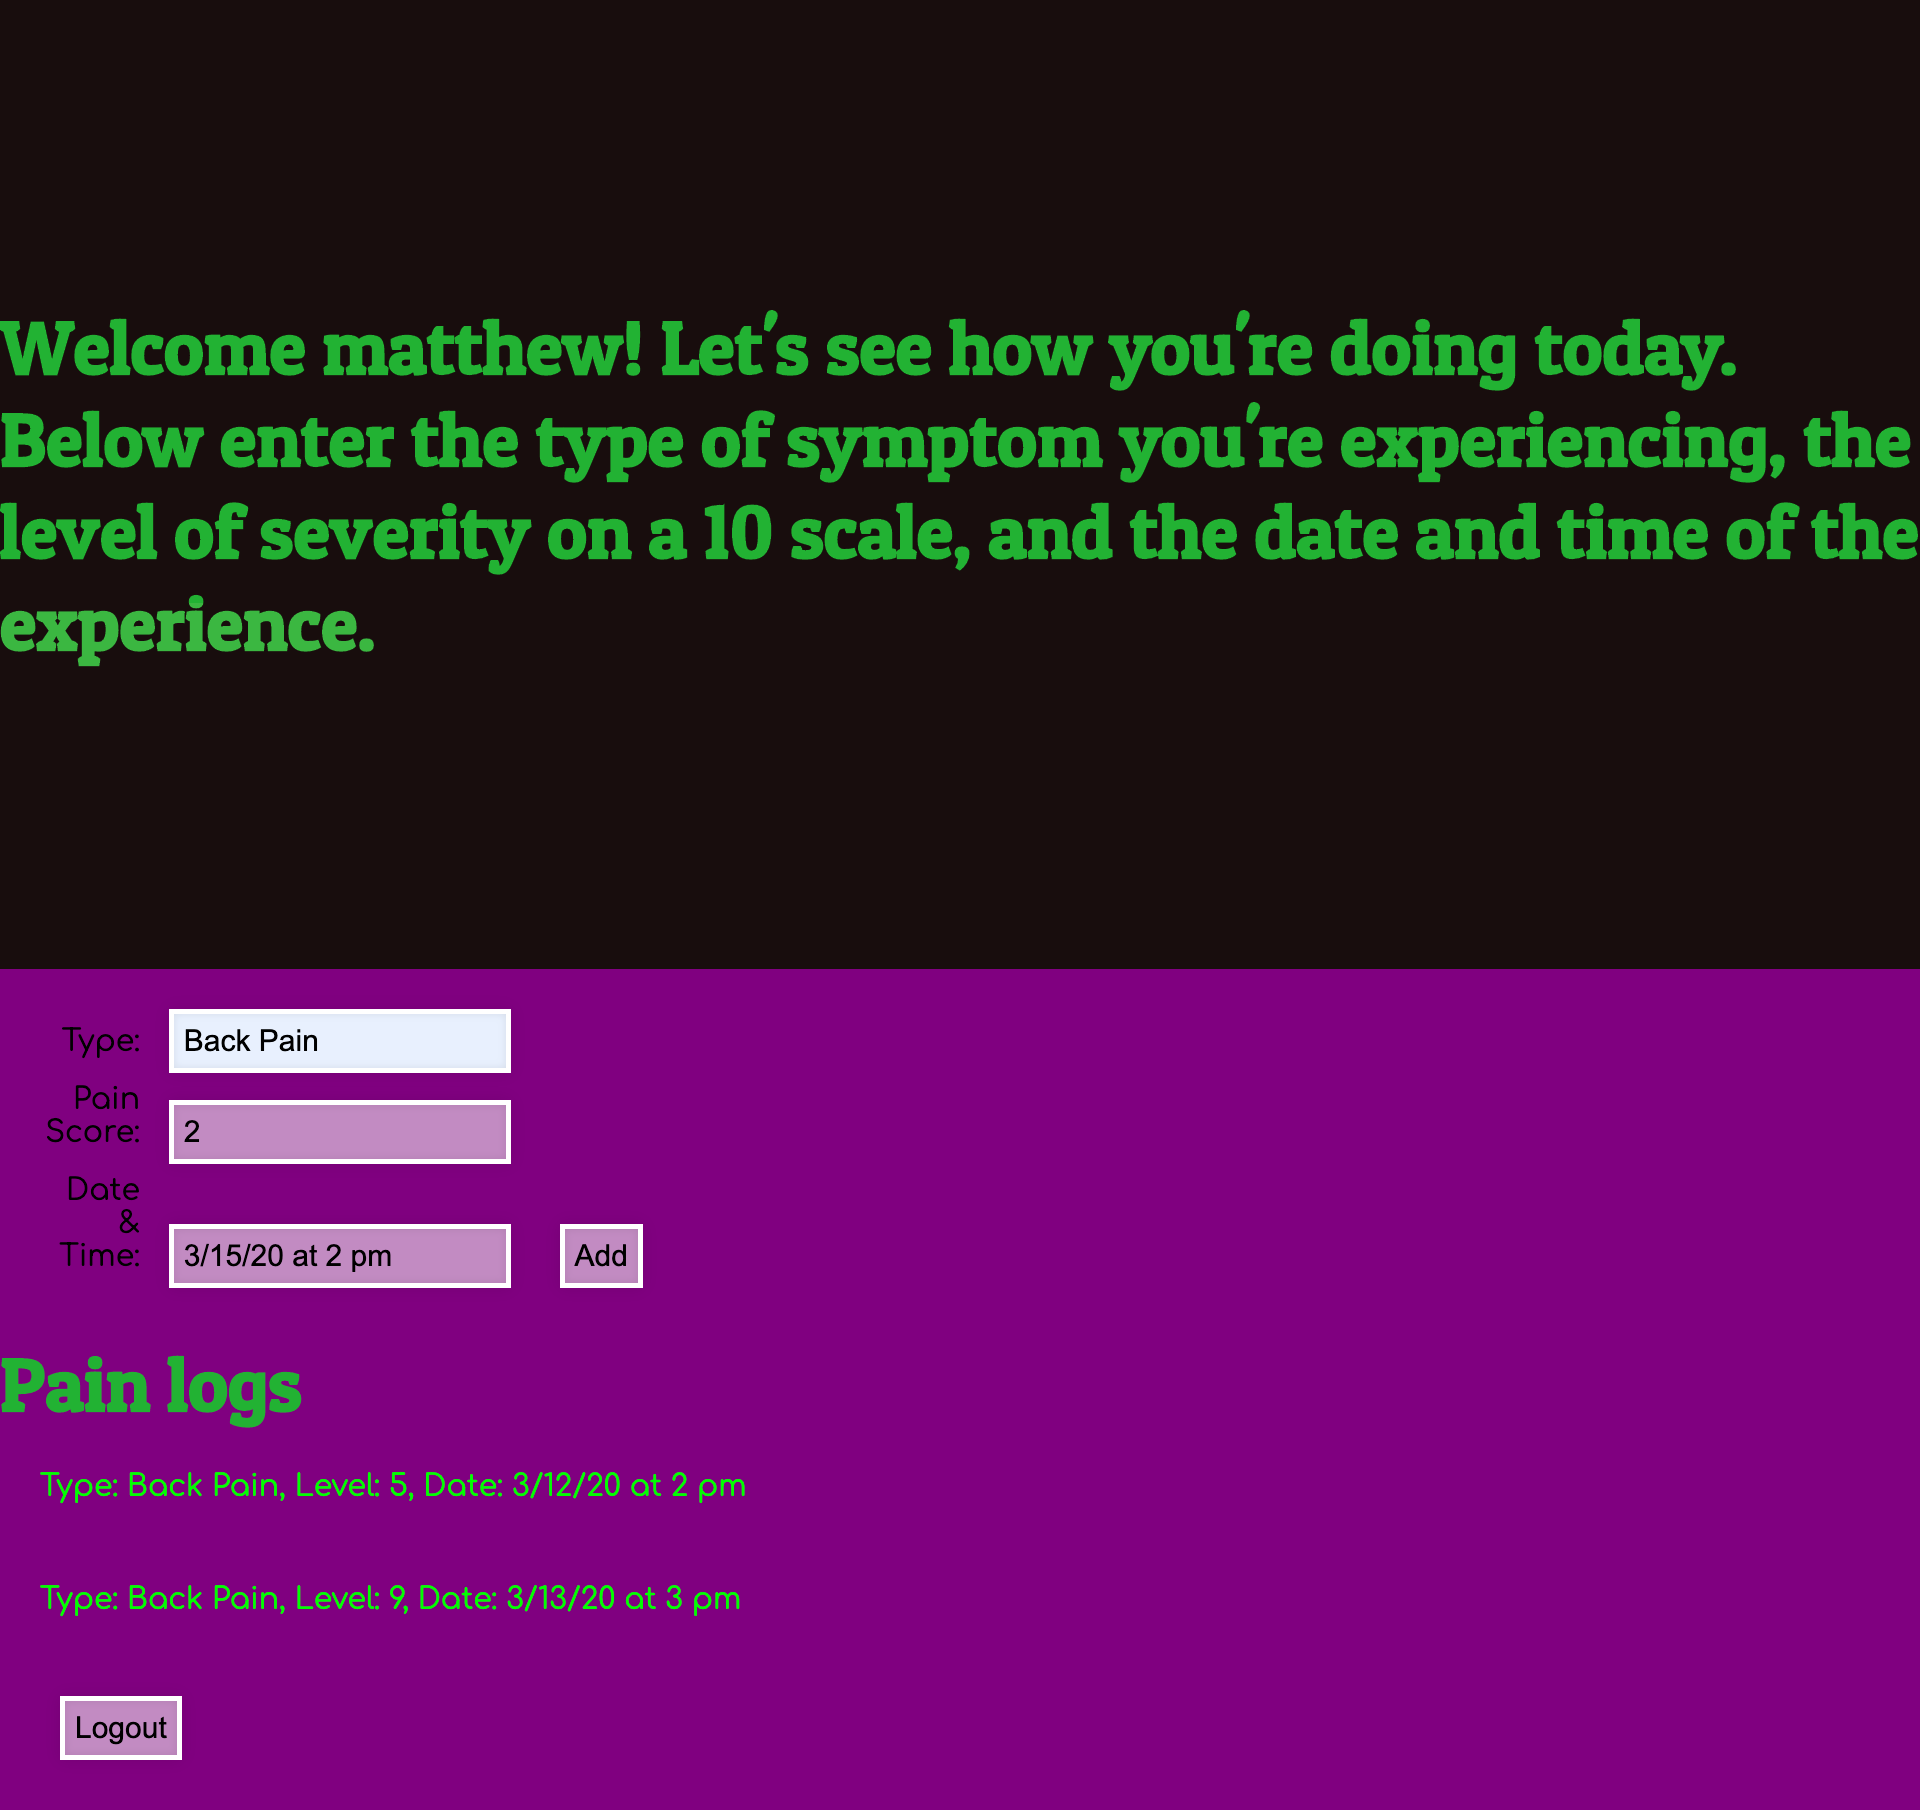 Welcome matthew! Let's see how you're doing today.
Below enter the type of symptom you're experiencing, the
level of severity on a 10 scale, and the date and time of the
experience.
Type:
Back Pain
Pain
Score:
2
Date
&
Time:
3/15/20 at 2 pm
Add
Pain logs
Type: Back Pain, Level: 5, Date: 3/12/20 at 2 pm
Type: Back Pain, Level: 9, Date: 3/13/20 at 3 pm
Logout